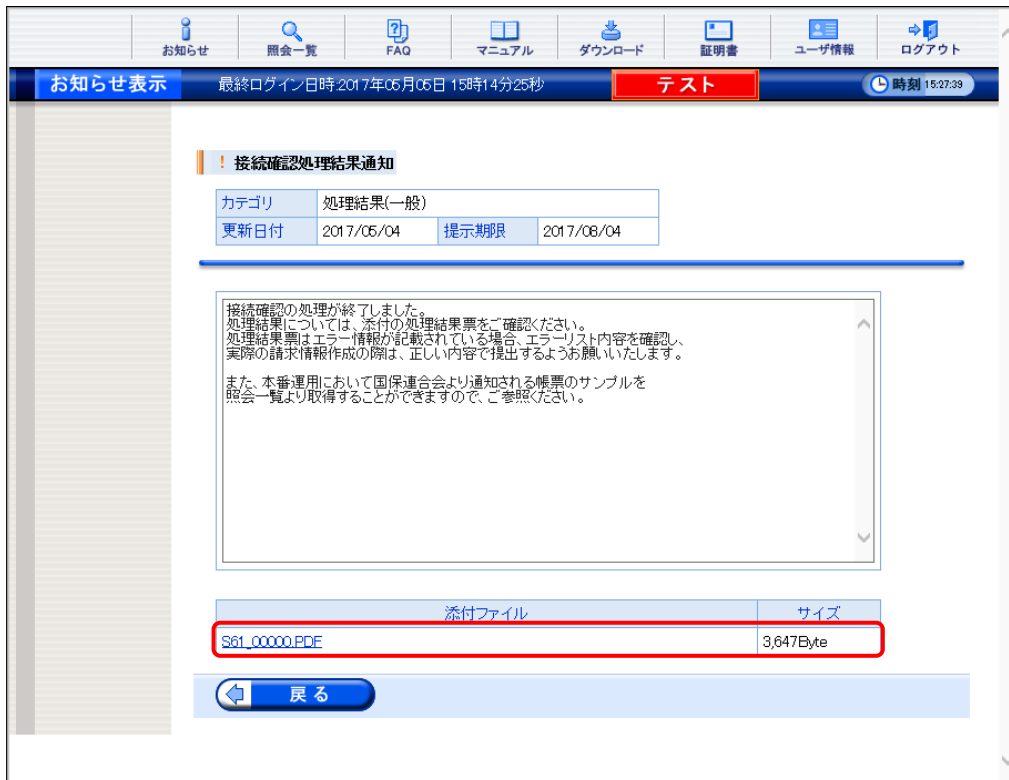 お知らせ
照会一覧
FAQ
マニュアル
ダウンロード
証明書
ユーザ情報
ログアウト
お知らせ表示
最終ログイン日時:2017年05月05日 15時14分25秒
テスト
時刻 15:27:39
! 接続確認処理結果通知
カテゴリ 処理結果(一般)
更新日付 2017/05/04 提示期限 2017/08/04
接続確認の処理が終了しました。
処理結果については、添付の処理結果票をご確認ください。
処理結果票はエラー情報が記載されている場合、エラーリスト内容を確認し、
実際の請求情報作成の際は、正しい内容で提出するようお願いいたします。
また、本番運用において国保連合会より通知される帳票のサンプルを
照会一覧より取得することができますので、ご参照ください。
添付ファイル サイズ
S61_00000.PDF 3,647Byte
戻る